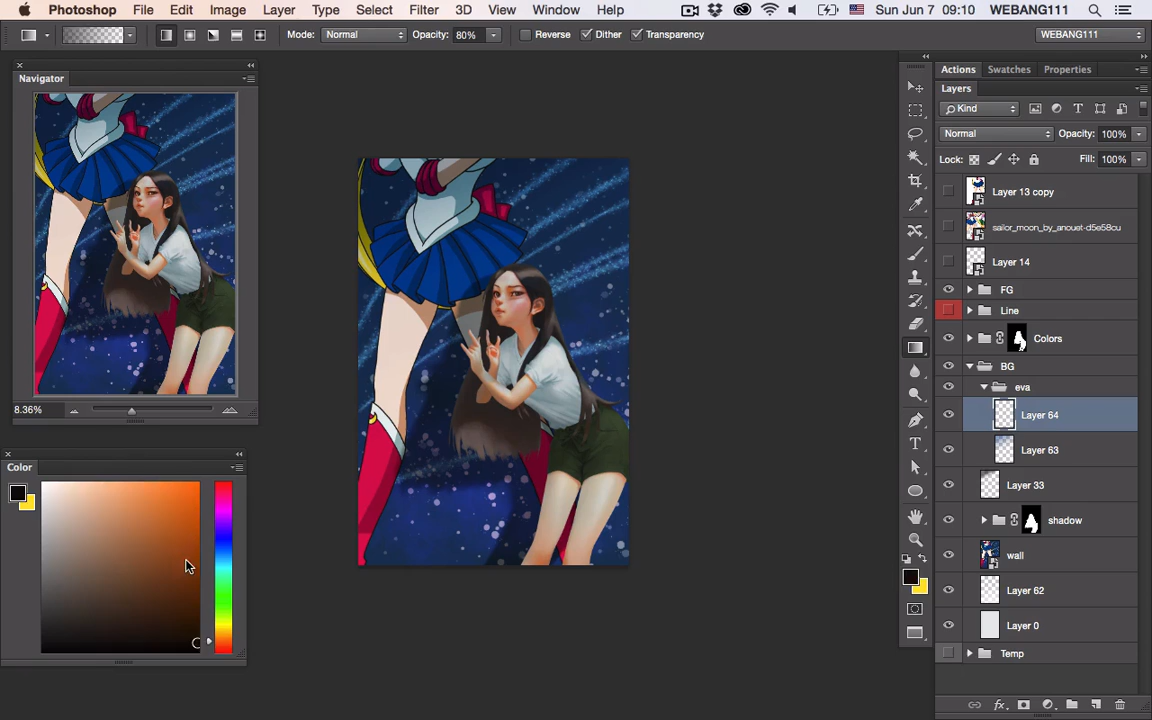 Photoshop File Edit Image Layer Type Select Filter 3D View Window Help Sun Jun 7 09:10 WEBANG111
Mode: Normal Opacity: 80% Reverse Dither Transparency WEBANG111
Navigator
8.36%
Color
Actions Swatches Properties
Layers
Kind
Normal Opacity: 100%
Lock: Fill: 100%
Layer 13 copy
sailor_moon_by_anouet-d5e58cu
Layer 14
FG
Line
Colors
BG
eva
Layer 64
Layer 63
Layer 33
shadow
wall
Layer 62
Layer 0
Temp